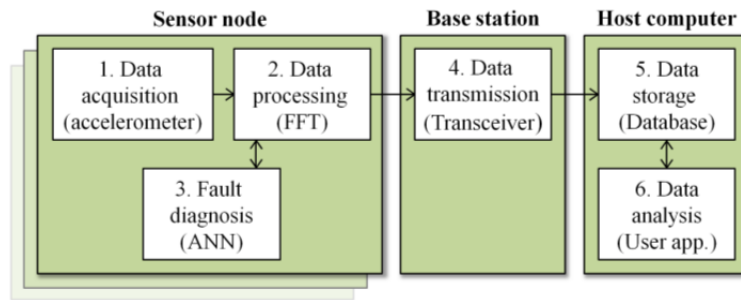 Sensor node
Base station
Host computer
1. Data
acquisition
(accelerometer)
2. Data
processing
(FFT)
3. Fault
diagnosis
(ANN)
4. Data
transmission
(Transceiver)
5. Data
storage
(Database)
6. Data
analysis
(User app.)